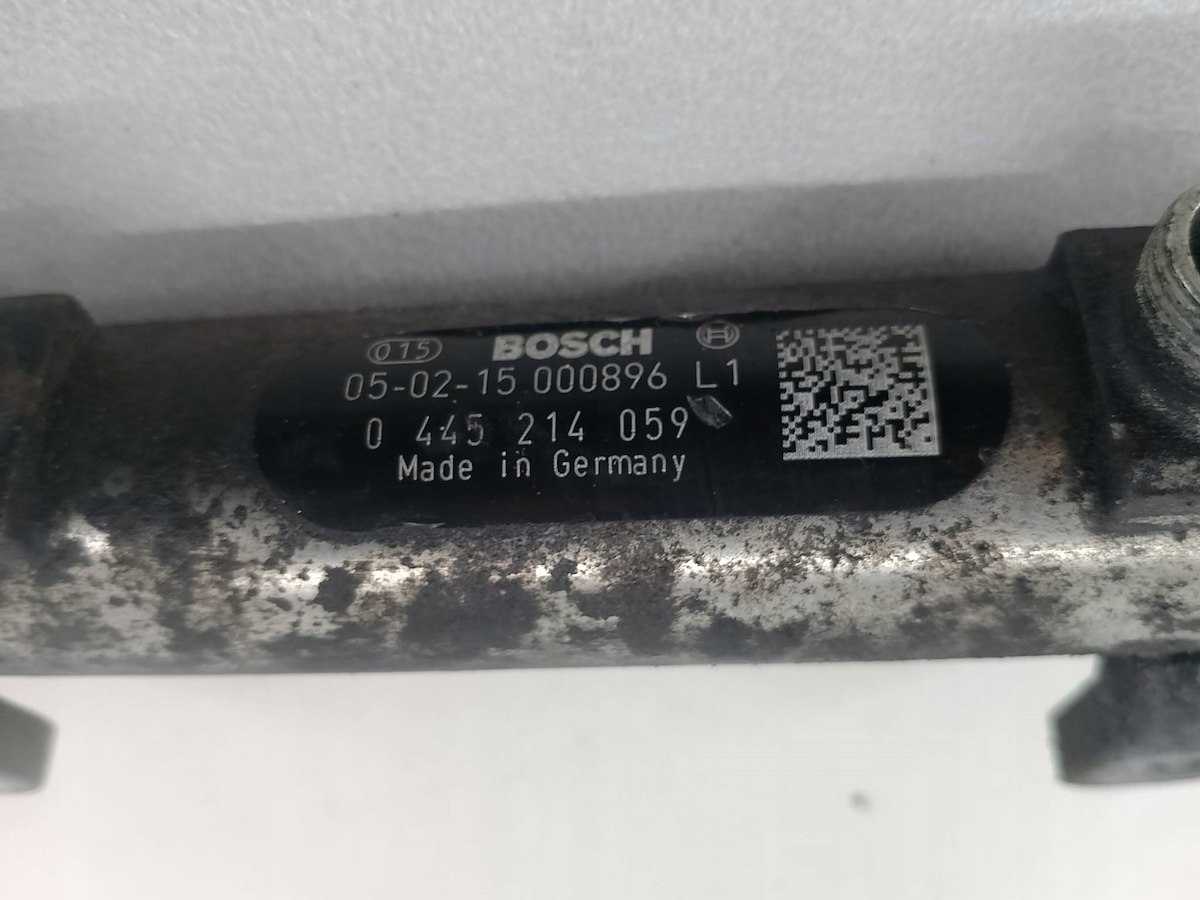 015 BOSCH
05-02-15 000896 L1
0 445 214 059
Made in Germany